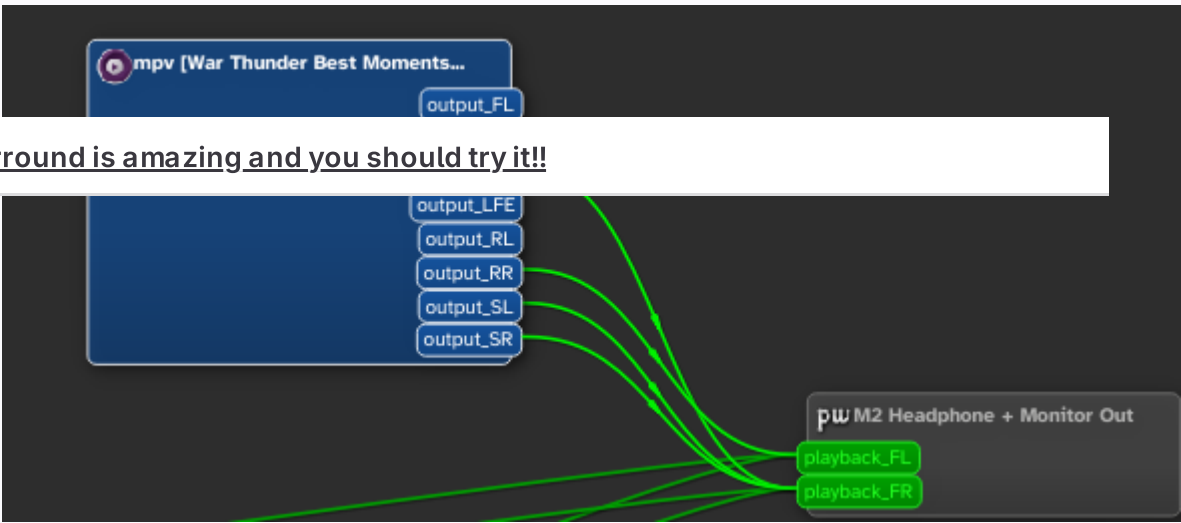 mpv [War Thunder Best Moments...
output_FL
round is amazing and you should try it!!
output_LFE
output_RL
output_RR
output_SL
output_SR
pw M2 Headphone + Monitor Out
playback_FL
playback_FR